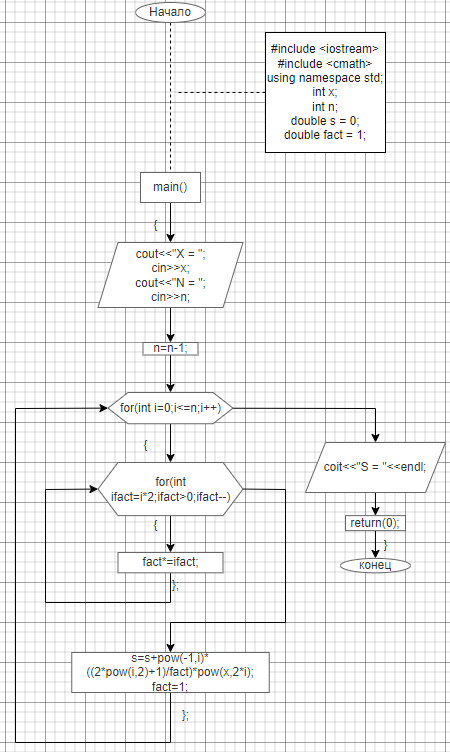 Начало
#include <iostream>
#include <cmath>
using namespace std;
int x;
int n;
double s = 0;
double fact = 1;
main()
{
cout<<"X = ";
cin>>x;
cout<<"N = ";
cin>>n;
n=n-1;
for(int i=0;i<=n;i++)
{
for(int
ifact=i*2;ifact>0;ifact--)
{
fact*=ifact;
};
s=s+pow(-1,i)*
((2*pow(i,2)+1)/fact)*pow(x,2*i);
fact=1;
};
coit<<"S = "<<endl;
return(0);
}
конец